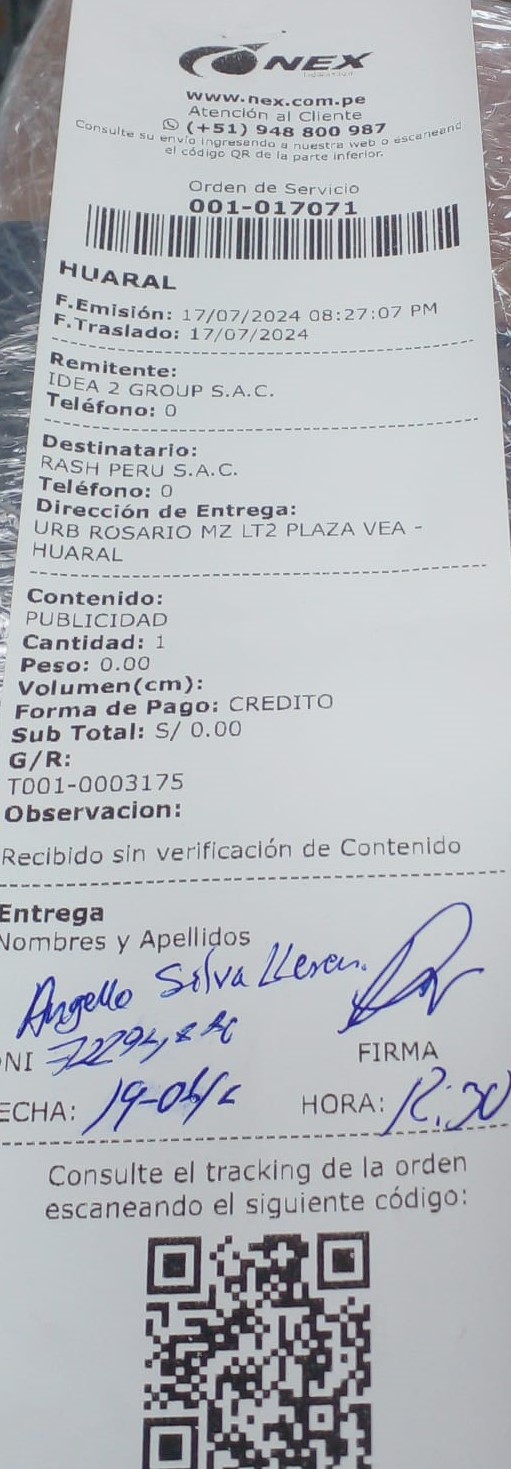 NEX
www.nex.com.pe
Atención al Cliente
(+51) 948 800 987
Consulte su envío ingresando a nuestra web o escaneand
el código QR de la parte inferior.
Orden de Servicio
001-017071
HUARAL
F.Emisión: 17/07/2024 08:27:07 PM
F.Traslado: 17/07/2024
Remitente:
IDEA 2 GROUP S.A.C.
Teléfono: 0
Destinatario:
RASH PERU S.A.C.
Teléfono: 0
Dirección de Entrega:
URB ROSARIO MZ LT2 PLAZA VEA -
HUARAL
Contenido:
PUBLICIDAD
Cantidad: 1
Peso: 0.00
Volumen(cm):
Forma de Pago: CREDITO
Sub Total: S/ 0.00
G/R:
T001-0003175
Observacion:
Recibido sin verificación de Contenido
Entrega
Nombres y Apellidos
Angello Silva
NI
FIRMA
ECHA:
HORA: 12:30
Consulte el tracking de la orden
escaneando el siguiente código: